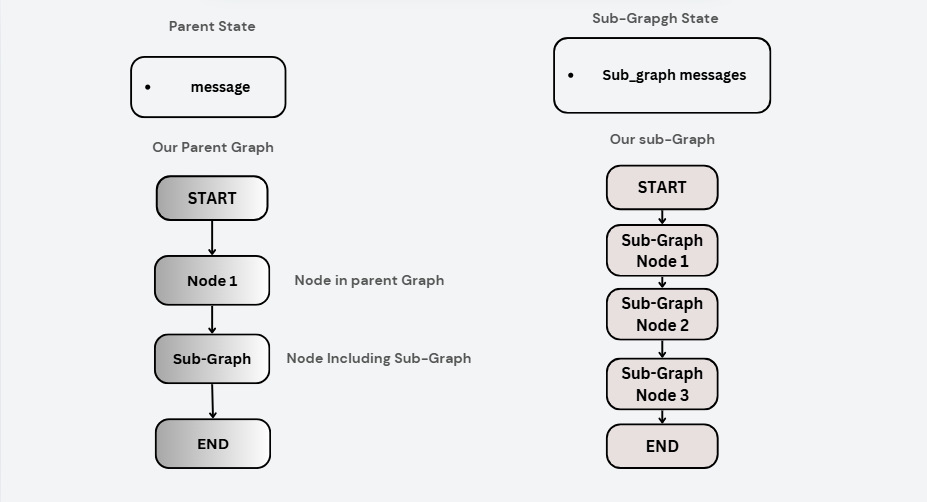 Parent State
• message
Our Parent Graph
START
Node 1
Node in parent Graph
Sub-Graph
Node Including Sub-Graph
END
Sub-Grapgh State
• Sub_graph messages
Our sub-Graph
START
Sub-Graph
Node 1
Sub-Graph
Node 2
Sub-Graph
Node 3
END